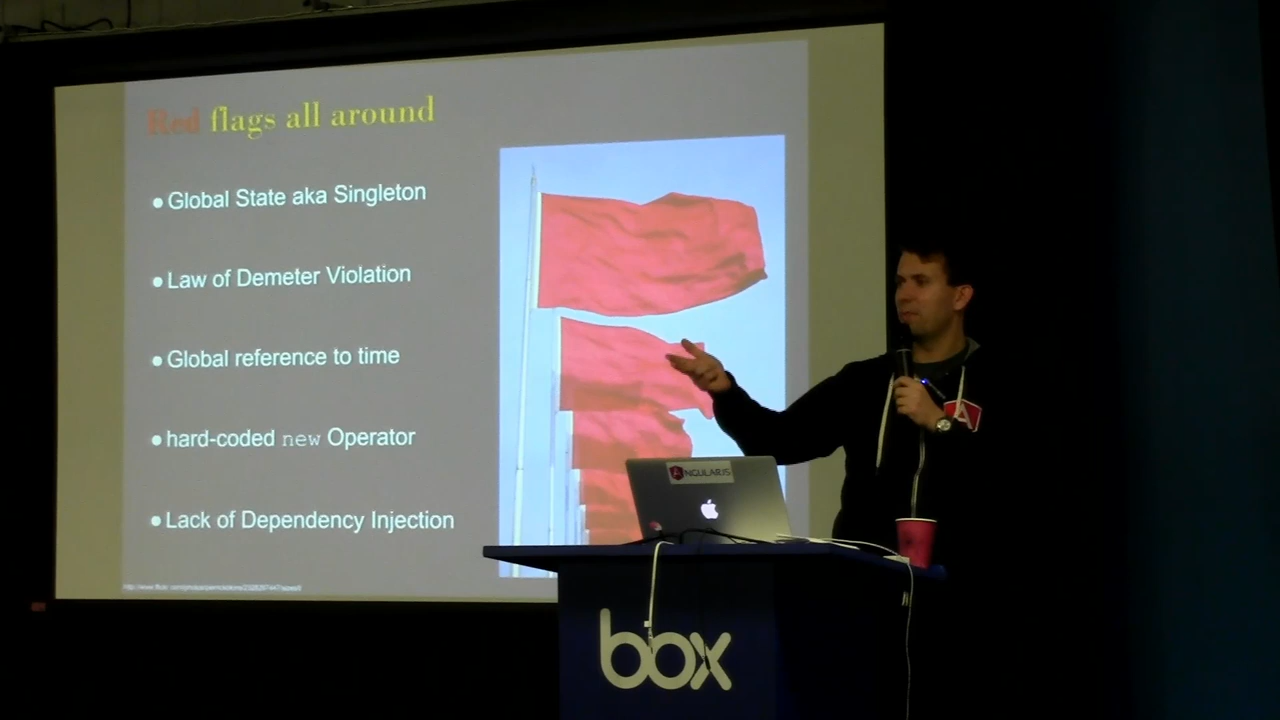 Red flags all around
● Global State aka Singleton
● Law of Demeter Violation
● Global reference to time
● hard-coded new Operator
● Lack of Dependency Injection
ANGULARJS
A
box